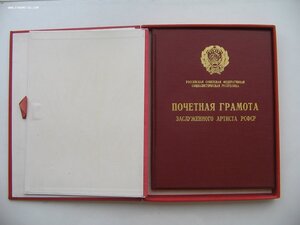 РОССИЙСКАЯ СОВЕТСКАЯ ФЕДЕРАТИВНАЯ
СОЦИАЛИСТИЧЕСКАЯ РЕСПУБЛИКА
ПОЧЕТНАЯ ГРАМОТА
ЗАСЛУЖЕННОГО АРТИСТА РСФСР